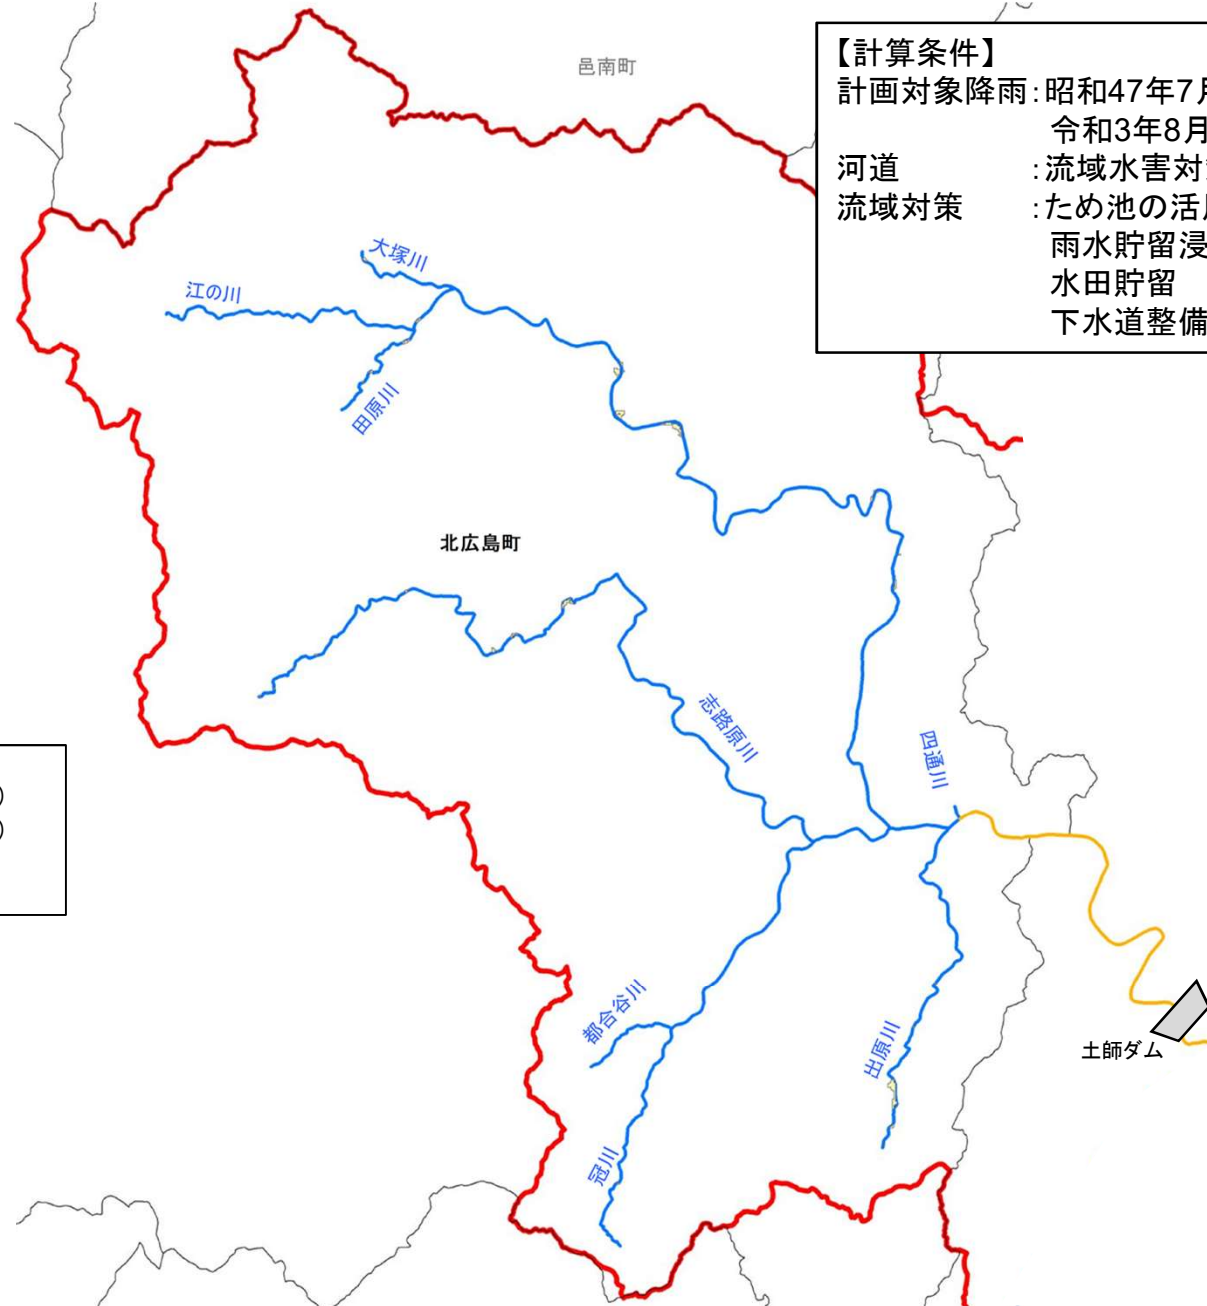 邑南町
【計算条件】
計画対象降雨：昭和47年7月
令和3年8月
河道　　　　：流域水害対
流域対策　　：ため池の活
雨水貯留浸
水田貯留
下水道整備
大塚川
江の川
田原川
北広島町
志路原川
四通川
）
）
都合谷川
出原川
土師ダム
冠川